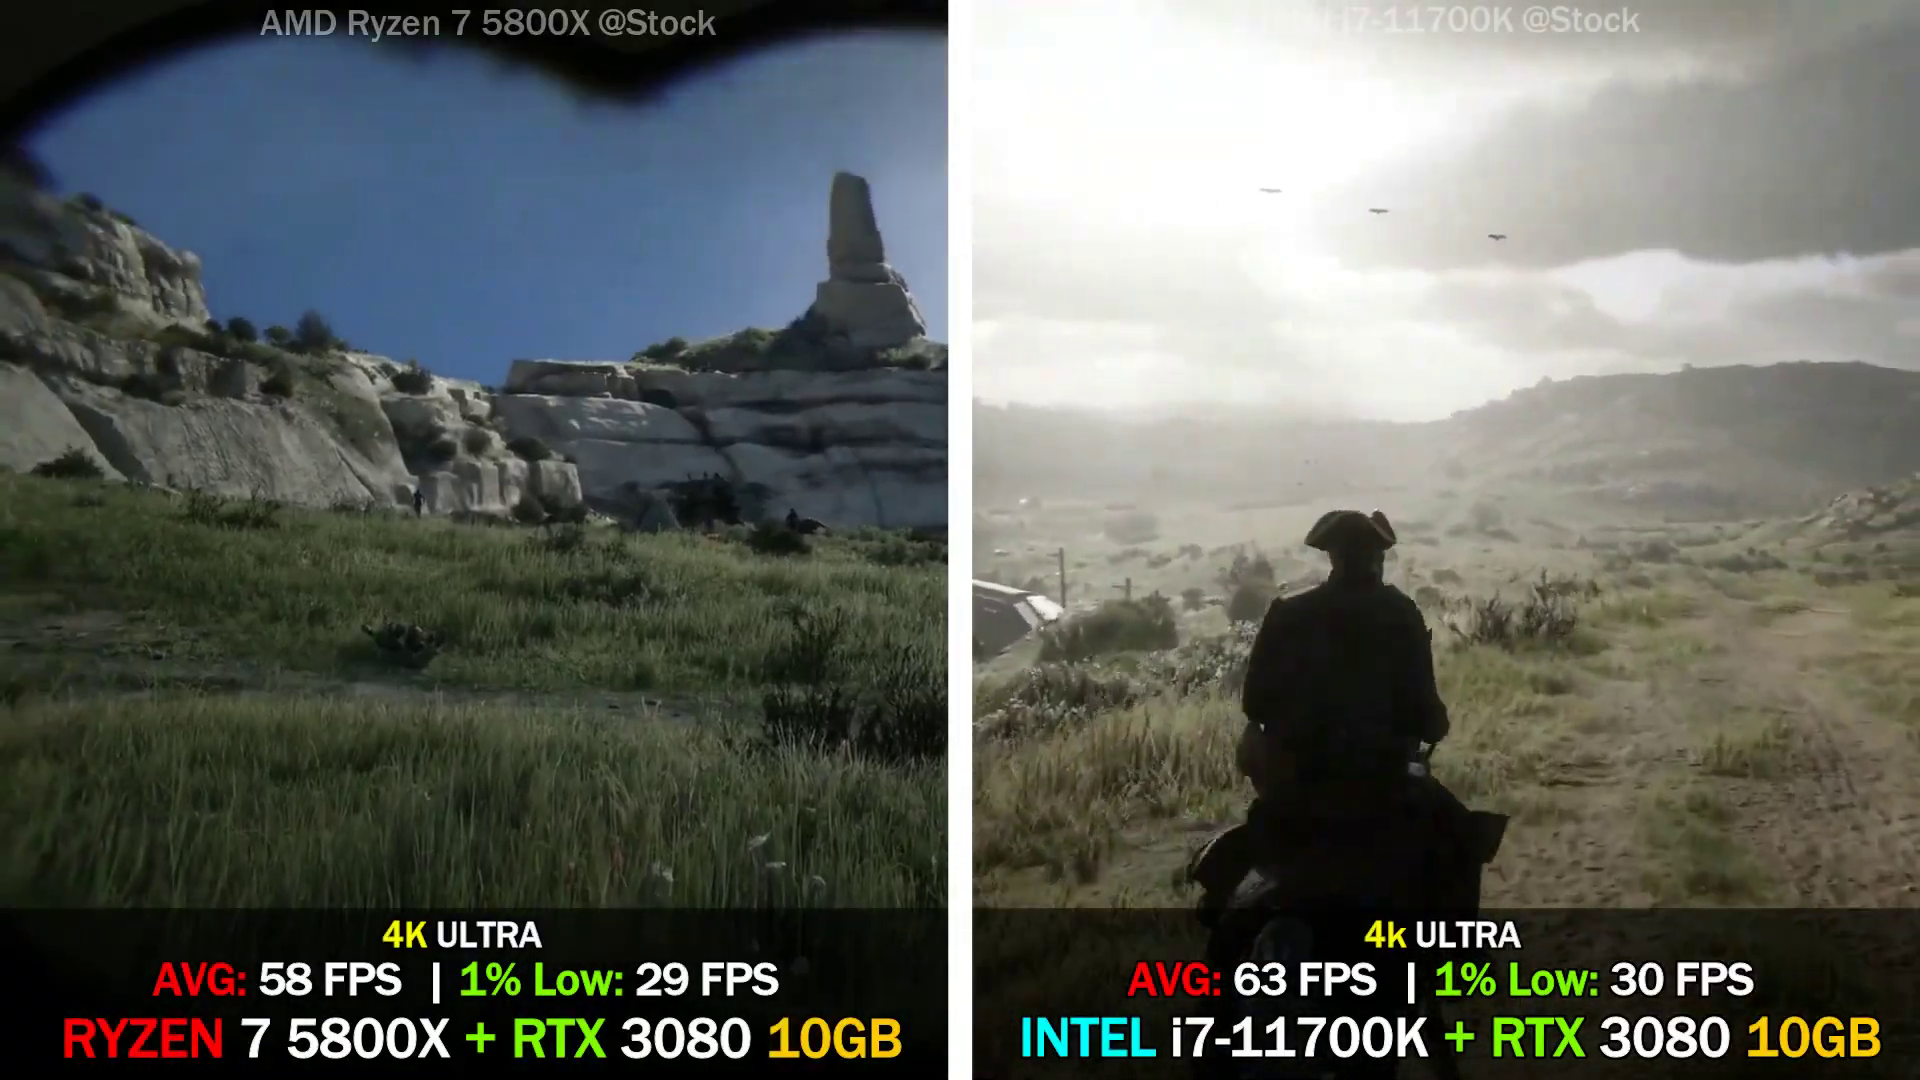 AMD Ryzen 7 5800X @Stock
i7-11700K @Stock
4K ULTRA
AVG: 58 FPS | 1% Low: 29 FPS
RYZEN 7 5800X + RTX 3080 10GB
4k ULTRA
AVG: 63 FPS | 1% Low: 30 FPS
INTEL i7-11700K + RTX 3080 10GB